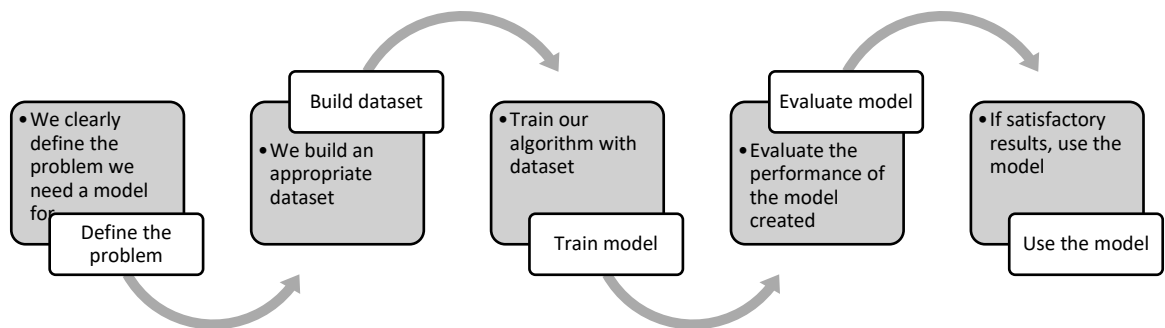 •We clearly
define the
problem we
need a model
for
Define the
problem
Build dataset
•We build an
appropriate
dataset
•Train our
algorithm with
dataset
Train model
Evaluate model
•Evaluate the
performance of
the model
created
•If satisfactory
results, use the
model
Use the model